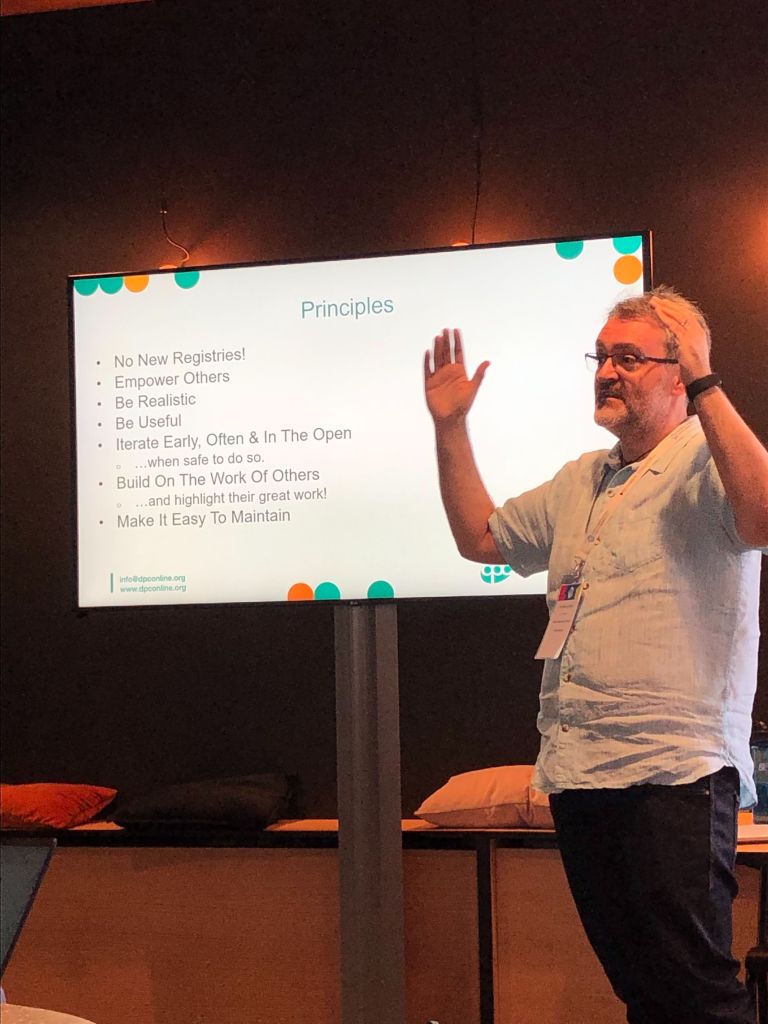 Principles
• No New Registries!
• Empower Others
• Be Realistic
• Be Useful
• Iterate Early, Often & In The Open
o …when safe to do so.
• Build On The Work Of Others
o …and highlight their great work!
• Make It Easy To Maintain
info@dpconline.org
www.dpconline.org